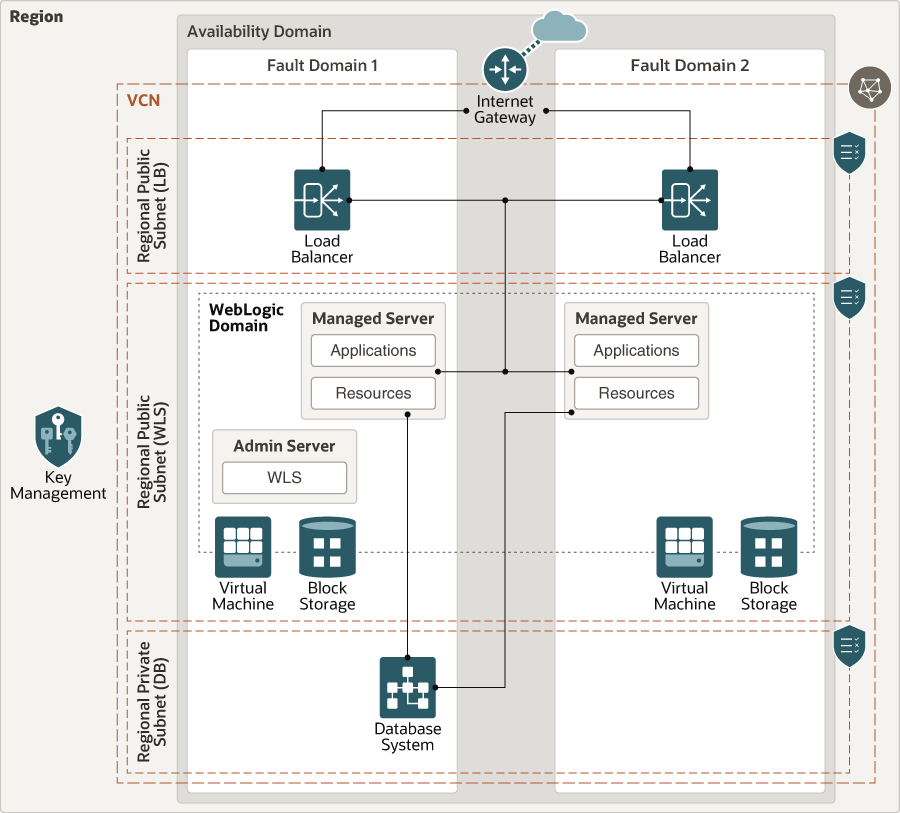 Region
Availability Domain
Fault Domain 1
Fault Domain 2
Internet
Gateway
VCN
Regional Public
Subnet (LB)
Load
Balancer
Load
Balancer
Regional Public
Subnet (WLS)
WebLogic
Domain
Managed Server
Applications
Resources
Managed Server
Applications
Resources
Admin Server
WLS
Key
Management
Virtual
Machine
Block
Storage
Virtual
Machine
Block
Storage
Regional Private
Subnet (DB)
Database
System